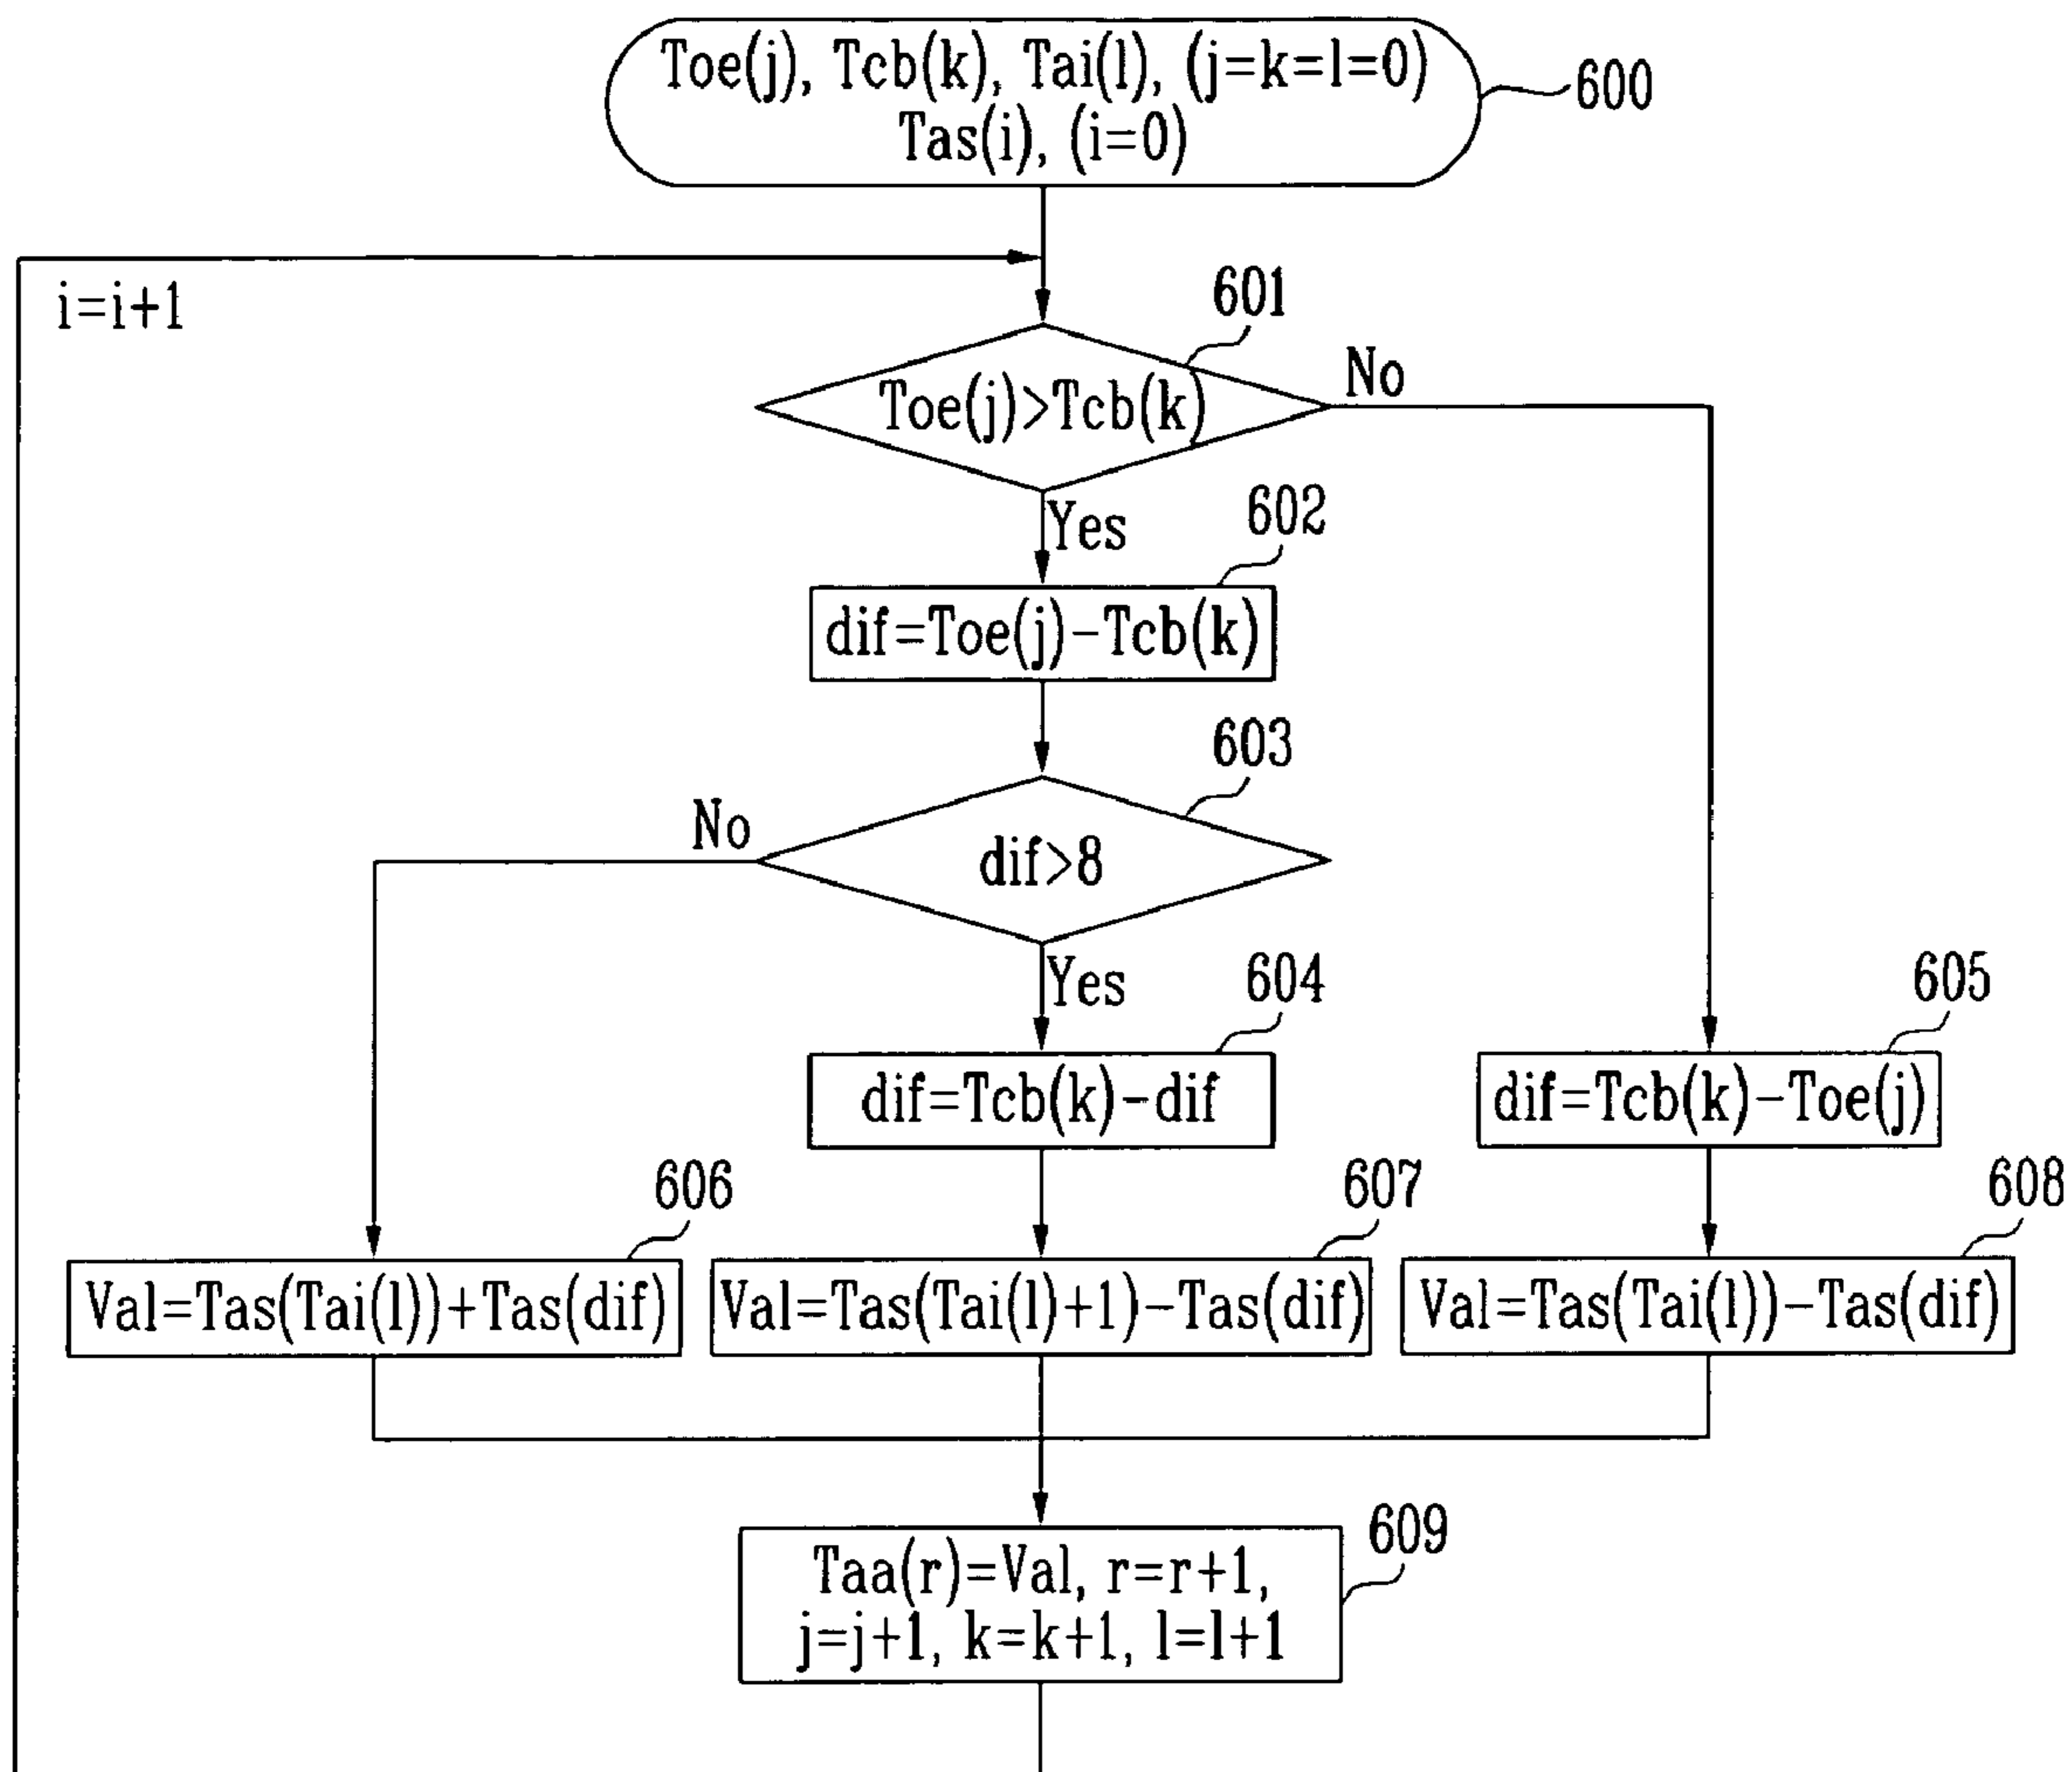 Toe(j), Tcb(k), Tai(l), (j=k=l=0)
Tas(i), (i=0)
600
i=i+1
601
Toe(j)>Tcb(k)
No
Yes
602
dif=Toe(j)-Tcb(k)
603
No
dif>8
Yes
604
605
dif=Tcb(k)-dif
dif=Tcb(k)-Toe(j)
606
607
608
Val=Tas(Tai(l))+Tas(dif)
Val=Tas(Tai(l)+1)-Tas(dif)
Val=Tas(Tai(l))-Tas(dif)
609
Taa(r)=Val, r=r+1,
j=j+1, k=k+1, l=l+1